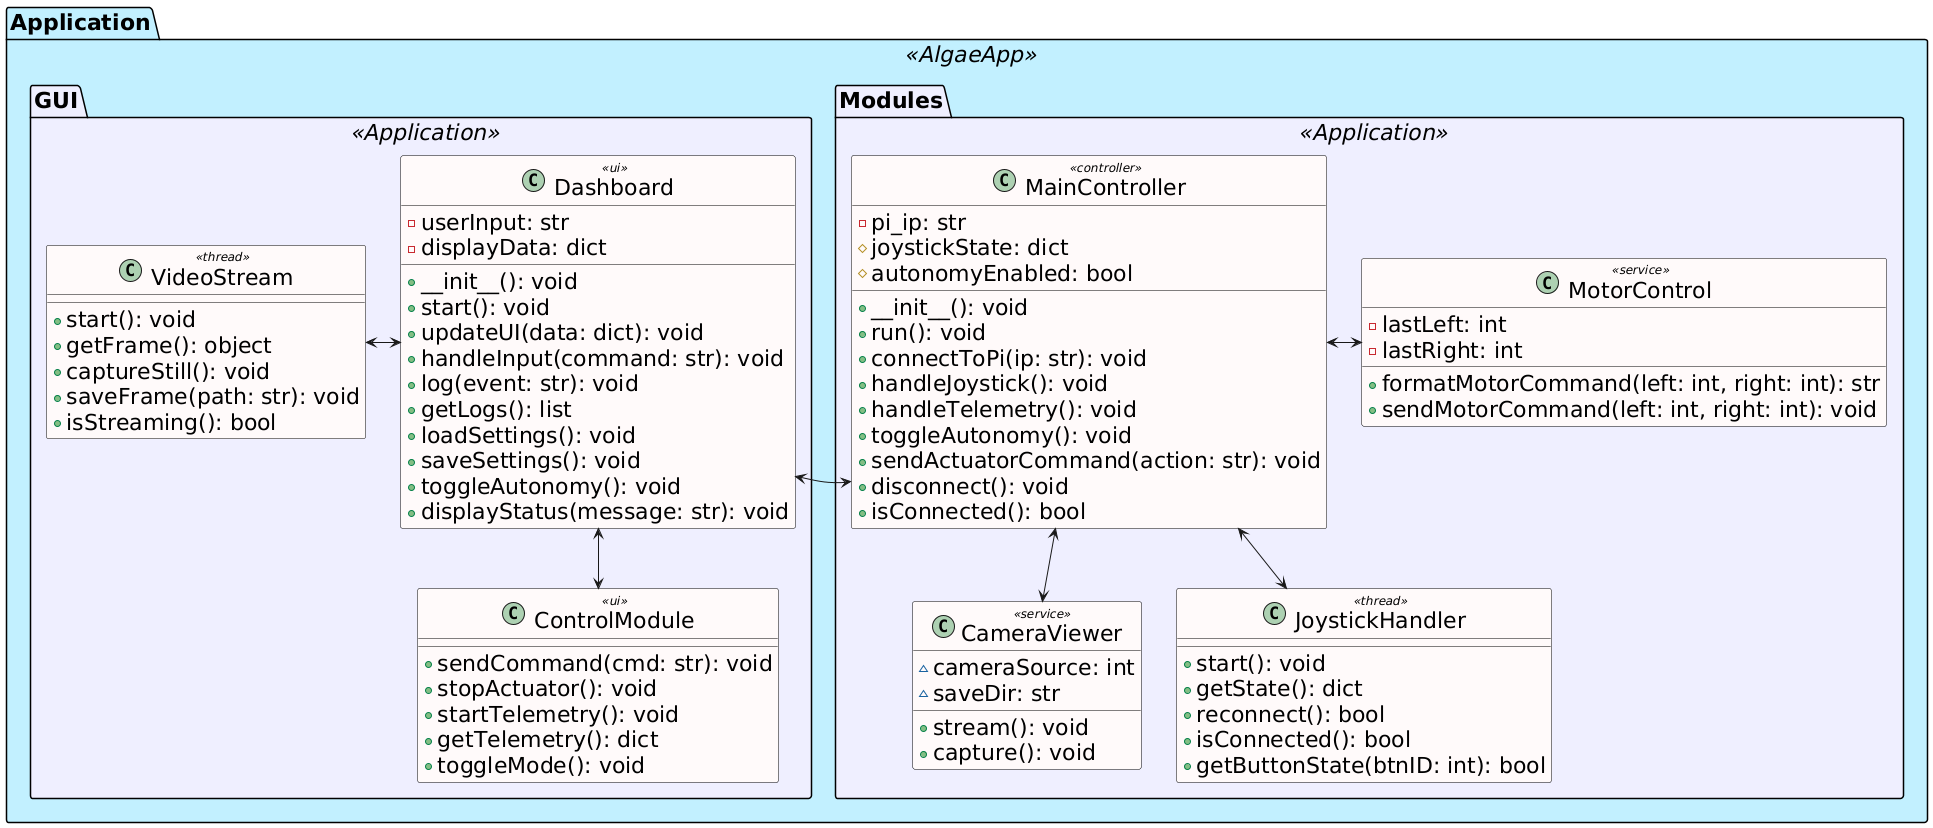 Application
«AlgaeApp»
GUI
«Application»
«thread»
VideoStream
start(): void
getFrame(): object
captureStill(): void
saveFrame(path: str): void
isStreaming(): bool
«ui»
Dashboard
userInput: str
displayData: dict
__init__(): void
start(): void
updateUI(data: dict): void
handleInput(command: str): void
log(event: str): void
getLogs(): list
loadSettings(): void
saveSettings(): void
toggleAutonomy(): void
displayStatus(message: str): void
«ui»
ControlModule
sendCommand(cmd: str): void
stopActuator(): void
startTelemetry(): void
getTelemetry(): dict
toggleMode(): void
Modules
«Application»
«controller»
MainController
pi_ip: str
joystickState: dict
autonomyEnabled: bool
__init__(): void
run(): void
connectToPi(ip: str): void
handleJoystick(): void
handleTelemetry(): void
toggleAutonomy(): void
sendActuatorCommand(action: str): void
disconnect(): void
isConnected(): bool
«service»
MotorControl
lastLeft: int
lastRight: int
formatMotorCommand(left: int, right: int): str
sendMotorCommand(left: int, right: int): void
«service»
CameraViewer
cameraSource: int
saveDir: str
stream(): void
capture(): void
«thread»
JoystickHandler
start(): void
getState(): dict
reconnect(): bool
isConnected(): bool
getButtonState(btnID: int): bool